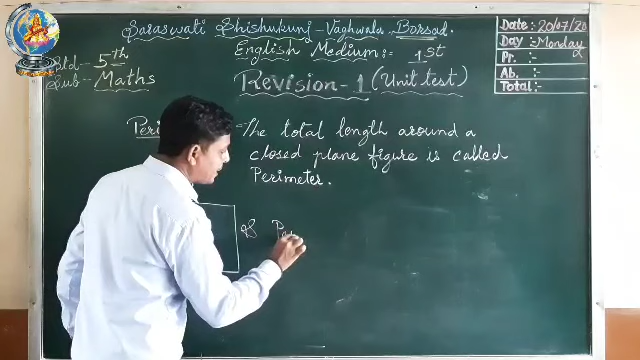 Saraswati Shishukunj - Vaghwala, Borsad.
English Medium:- 1st
Std - 5th
Sub - Maths
Revision - 1 (Unit test)
Date:- 20/07/20
Day:- Monday
Pr. :-
Ab. :-
Total:-
= The total length around a
closed plane figure is called
Perimeter.